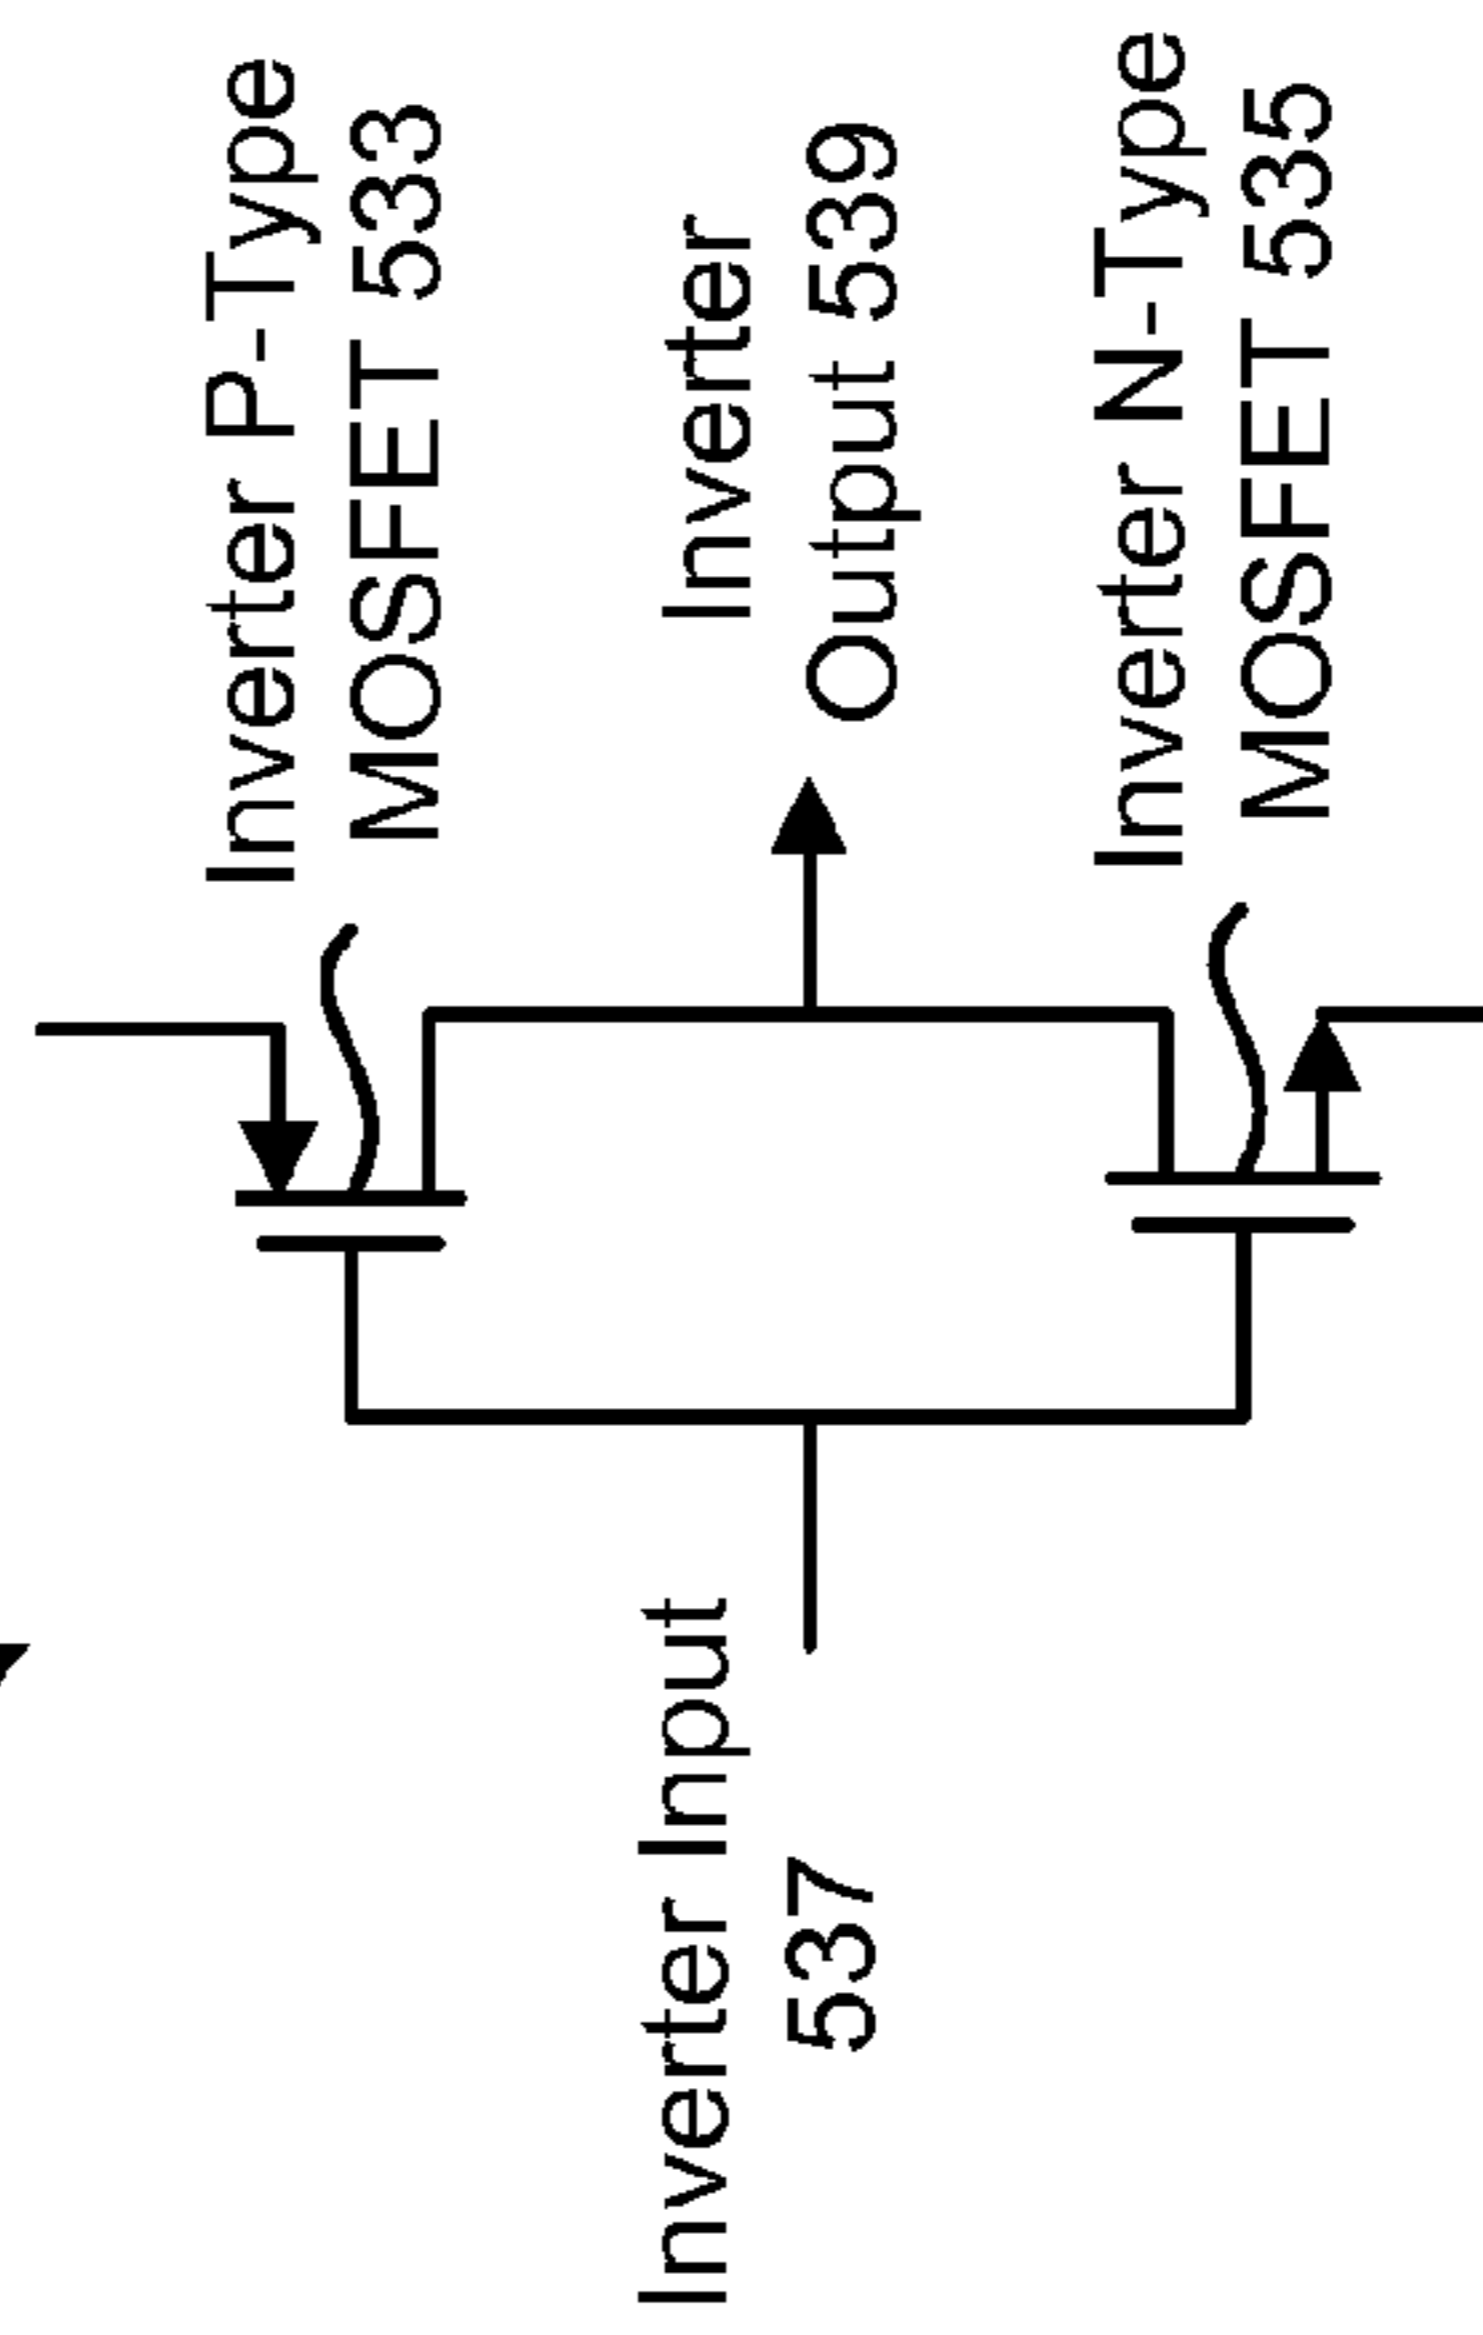 Inverter P-Type
MOSFET 533
Inverter
Output 539
Inverter Input
537
Inverter N-Type
MOSFET 535